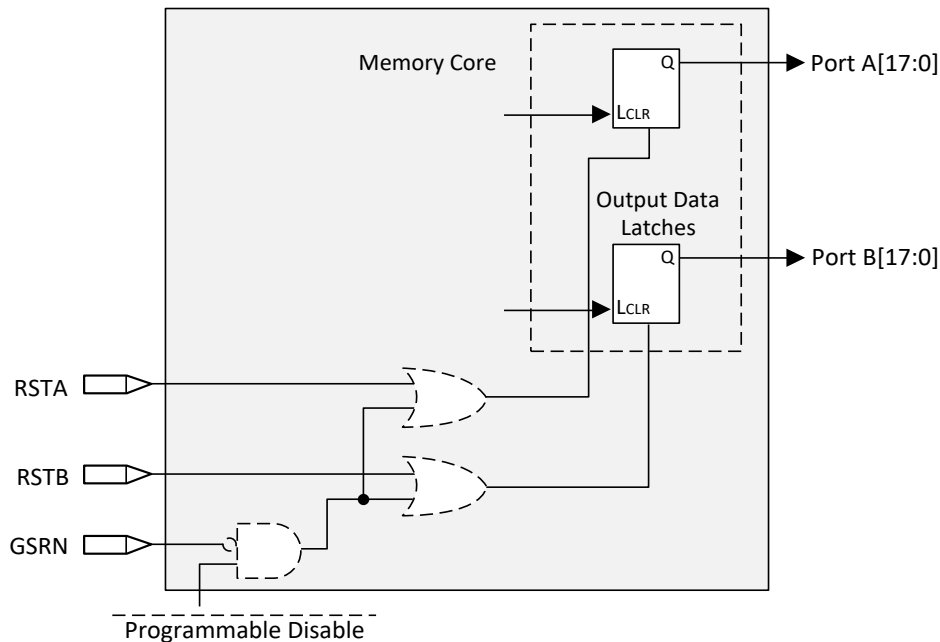 Memory Core
Q
Port A[17:0]
LCLR
Output Data
Latches
Q
Port B[17:0]
LCLR
RSTA
RSTB
GSRN
Programmable Disable